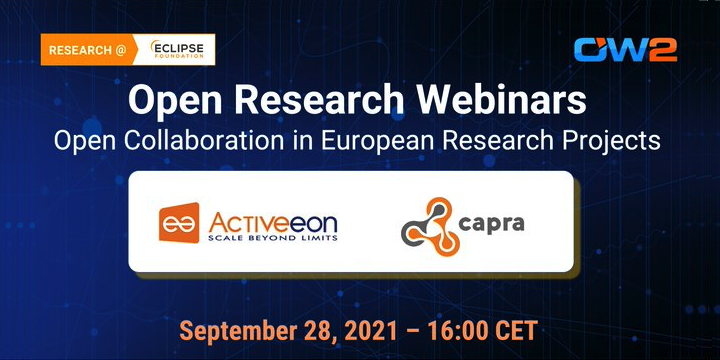 RESEARCH @ ECLIPSE
FOUNDATION
OW2
Open Research Webinars
Open Collaboration in European Research Projects
Activeeon
SCALE BEYOND LIMITS
capra
September 28, 2021 – 16:00 CET